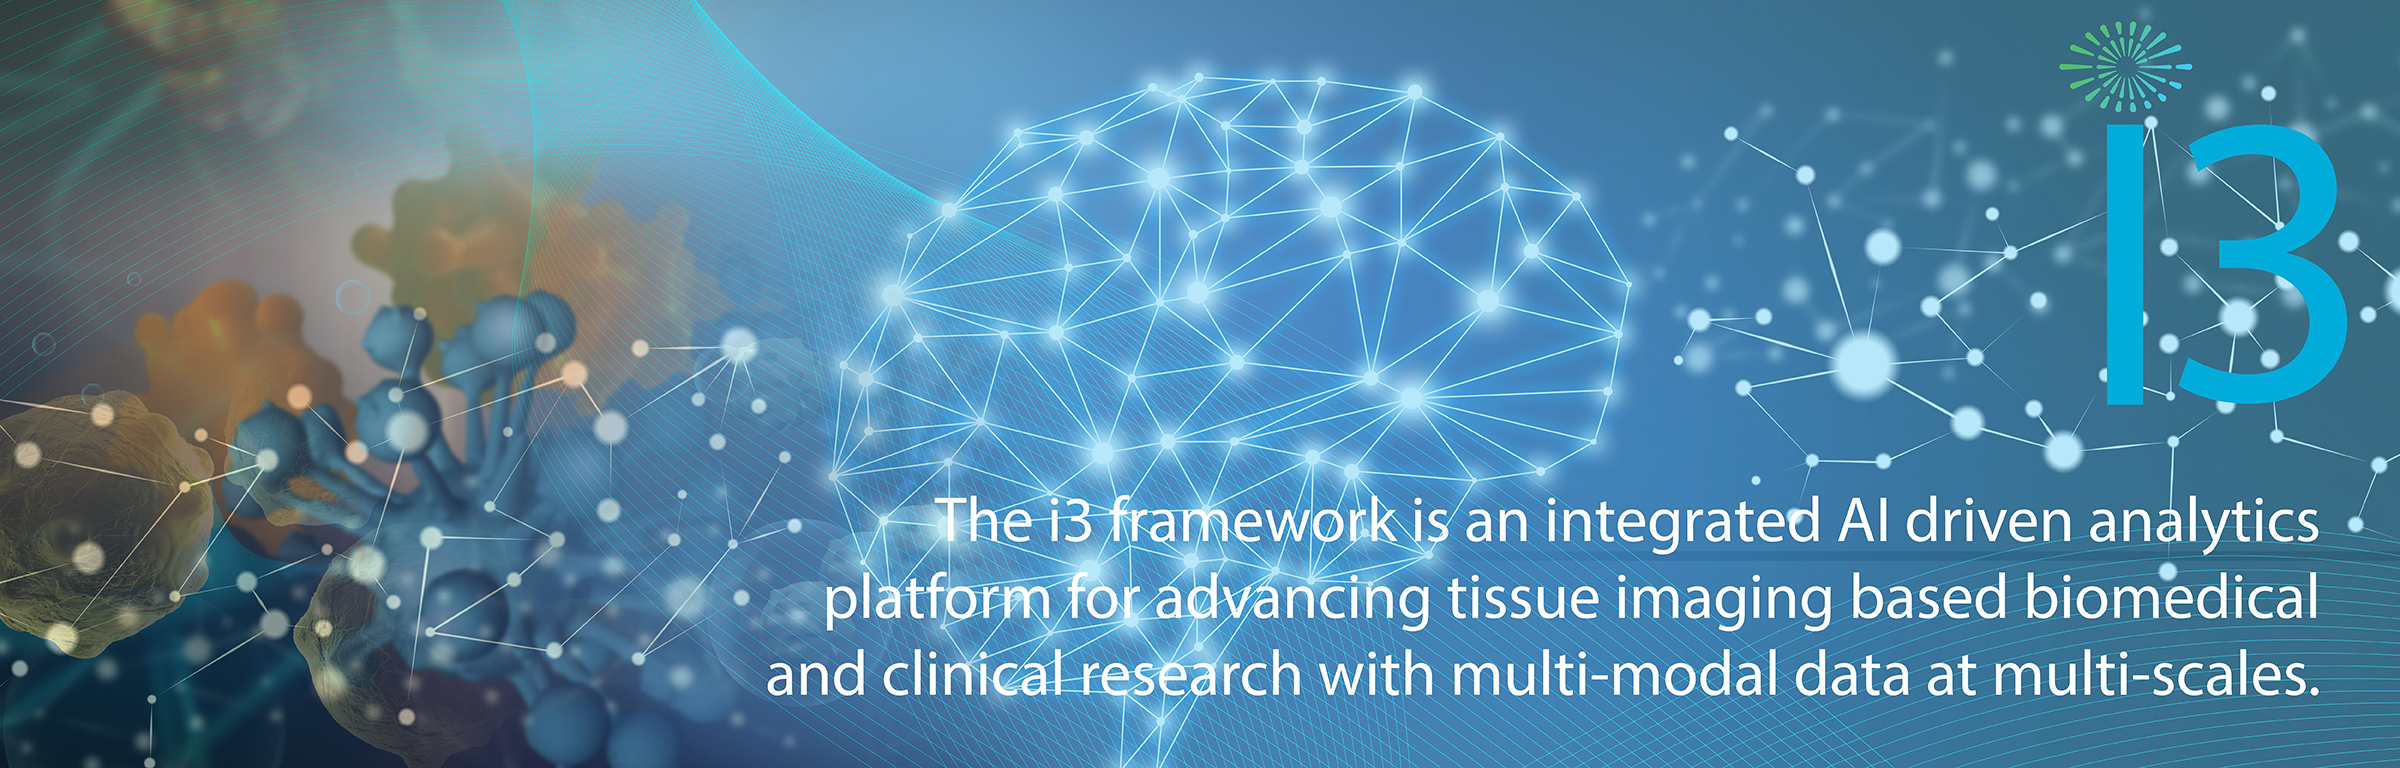 i3
The i3 framework is an integrated AI driven analytics
platform for advancing tissue imaging based biomedical
and clinical research with multi-modal data at multi-scales.